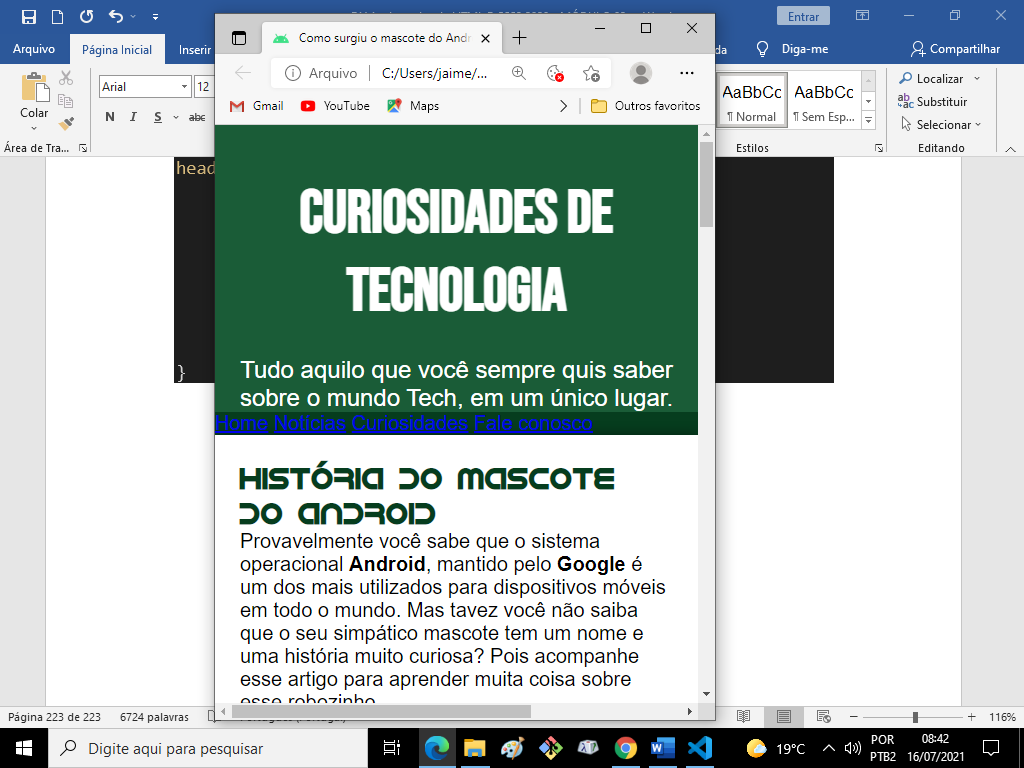 Entrar
Arquivo
Página Inicial
Inserir
da
Diga-me
Compartilhar
Colar
Área de Tra...
Arial
12
N I S abc
AaBbCc
AaBbCc
¶ Normal
¶ Sem Esp...
Estilos
Localizar
Substituir
Selecionar
Editando
Como surgiu o mascote do Andr
Arquivo
C:/Users/jaime/...
Gmail
YouTube
Maps
Outros favoritos
head
}
CURIOSIDADES DE
TECNOLOGIA
Tudo aquilo que você sempre quis saber
sobre o mundo Tech, em um único lugar.
Home Notícias Curiosidades Fale conosco
HISTÓRIA DO MASCOTE
DO ANDROID
Provavelmente você sabe que o sistema
operacional Android, mantido pelo Google é
um dos mais utilizados para dispositivos móveis
em todo o mundo. Mas tavez você não saiba
que o seu simpático mascote tem um nome e
uma história muito curiosa? Pois acompanhe
esse artigo para aprender muita coisa sobre
esse robozinho
Página 223 de 223
6724 palavras
116%
Digite aqui para pesquisar
19°C
POR
PTB2
08:42
16/07/2021